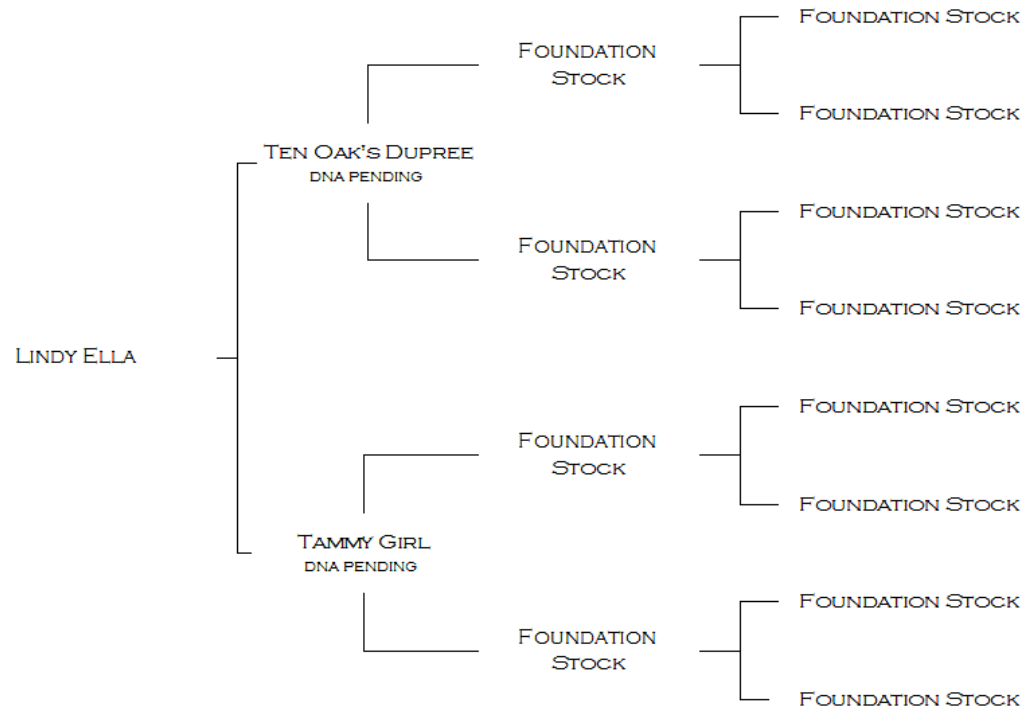 Foundation Stock
Foundation
Stock
Foundation Stock
Ten Oak's Dupree
DNA PENDING
Foundation Stock
Foundation
Stock
Foundation Stock
Lindy Ella
Foundation Stock
Foundation
Stock
Foundation Stock
Tammy Girl
DNA PENDING
Foundation Stock
Foundation
Stock
Foundation Stock